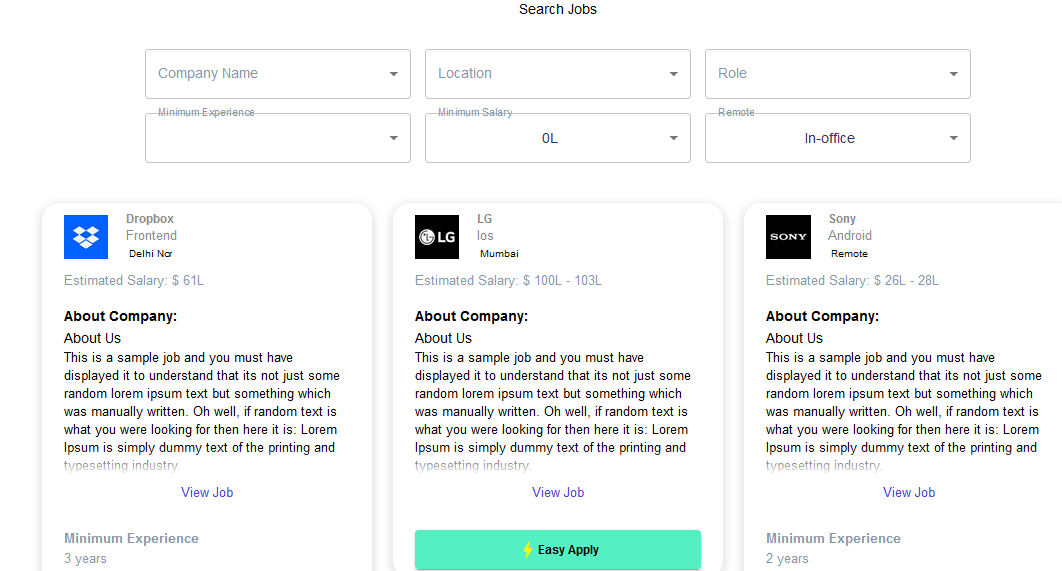 Search Jobs
Company Name
Location
Role
Minimum Experience
Minimum Salary
0L
Remote
In-office
Dropbox
Frontend
Delhi Ncr
Estimated Salary: $ 61L
About Company:
About Us
This is a sample job and you must have
displayed it to understand that its not just some
random lorem ipsum text but something which
was manually written. Oh well, if random text is
what you were looking for then here it is: Lorem
Ipsum is simply dummy text of the printing and
typesetting industry.
View Job
Minimum Experience
3 years
LG
LG
Ios
Mumbai
Estimated Salary: $ 100L - 103L
About Company:
About Us
This is a sample job and you must have
displayed it to understand that its not just some
random lorem ipsum text but something which
was manually written. Oh well, if random text is
what you were looking for then here it is: Lorem
Ipsum is simply dummy text of the printing and
typesetting industry.
View Job
Easy Apply
SONY
Sony
Android
Remote
Estimated Salary: $ 26L - 28L
About Company:
About Us
This is a sample job and you must have
displayed it to understand that its not just some
random lorem ipsum text but something which
was manually written. Oh well, if random text is
what you were looking for then here it is: Lorem
Ipsum is simply dummy text of the printing and
typesetting industry.
View Job
Minimum Experience
2 years